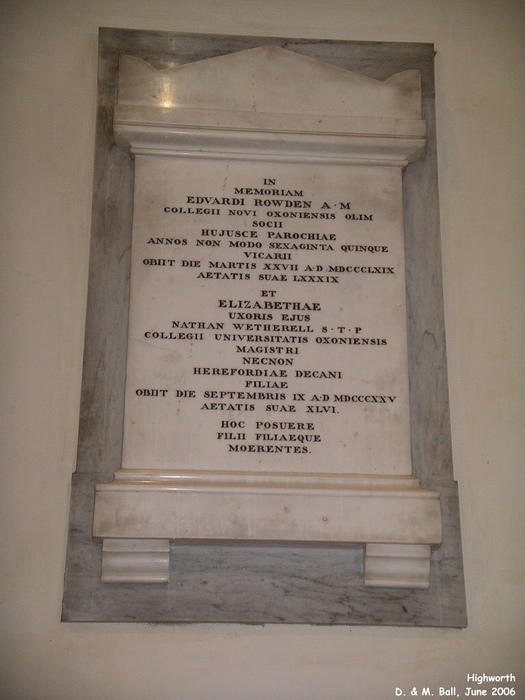 IN
MEMORIAM
EDVARDI ROWDEN A·M
COLLEGII NOVI OXONIENSIS OLIM
SOCII
HUJUSCE PAROCHIAE
ANNOS NON MODO SEXAGINTA QUINQUE
VICARII
OBIIT DIE MARTIS XXVII A·D MDCCCLXIX
AETATIS SUAE LXXXIX
ET
ELIZABETHAE
UXORIS EJUS
NATHAN WETHERELL S·T·P
COLLEGII UNIVERSITATIS OXONIENSIS
MAGISTRI
NECNON
HEREFORDIAE DECANI
FILIAE
OBIIT DIE SEPTEMBRIS IX A·D MDCCCXXV
AETATIS SUAE XLVI.
HOC POSUERE
FILII FILIAEQUE
MOERENTES.
Highworth
D. & M. Ball, June 2006